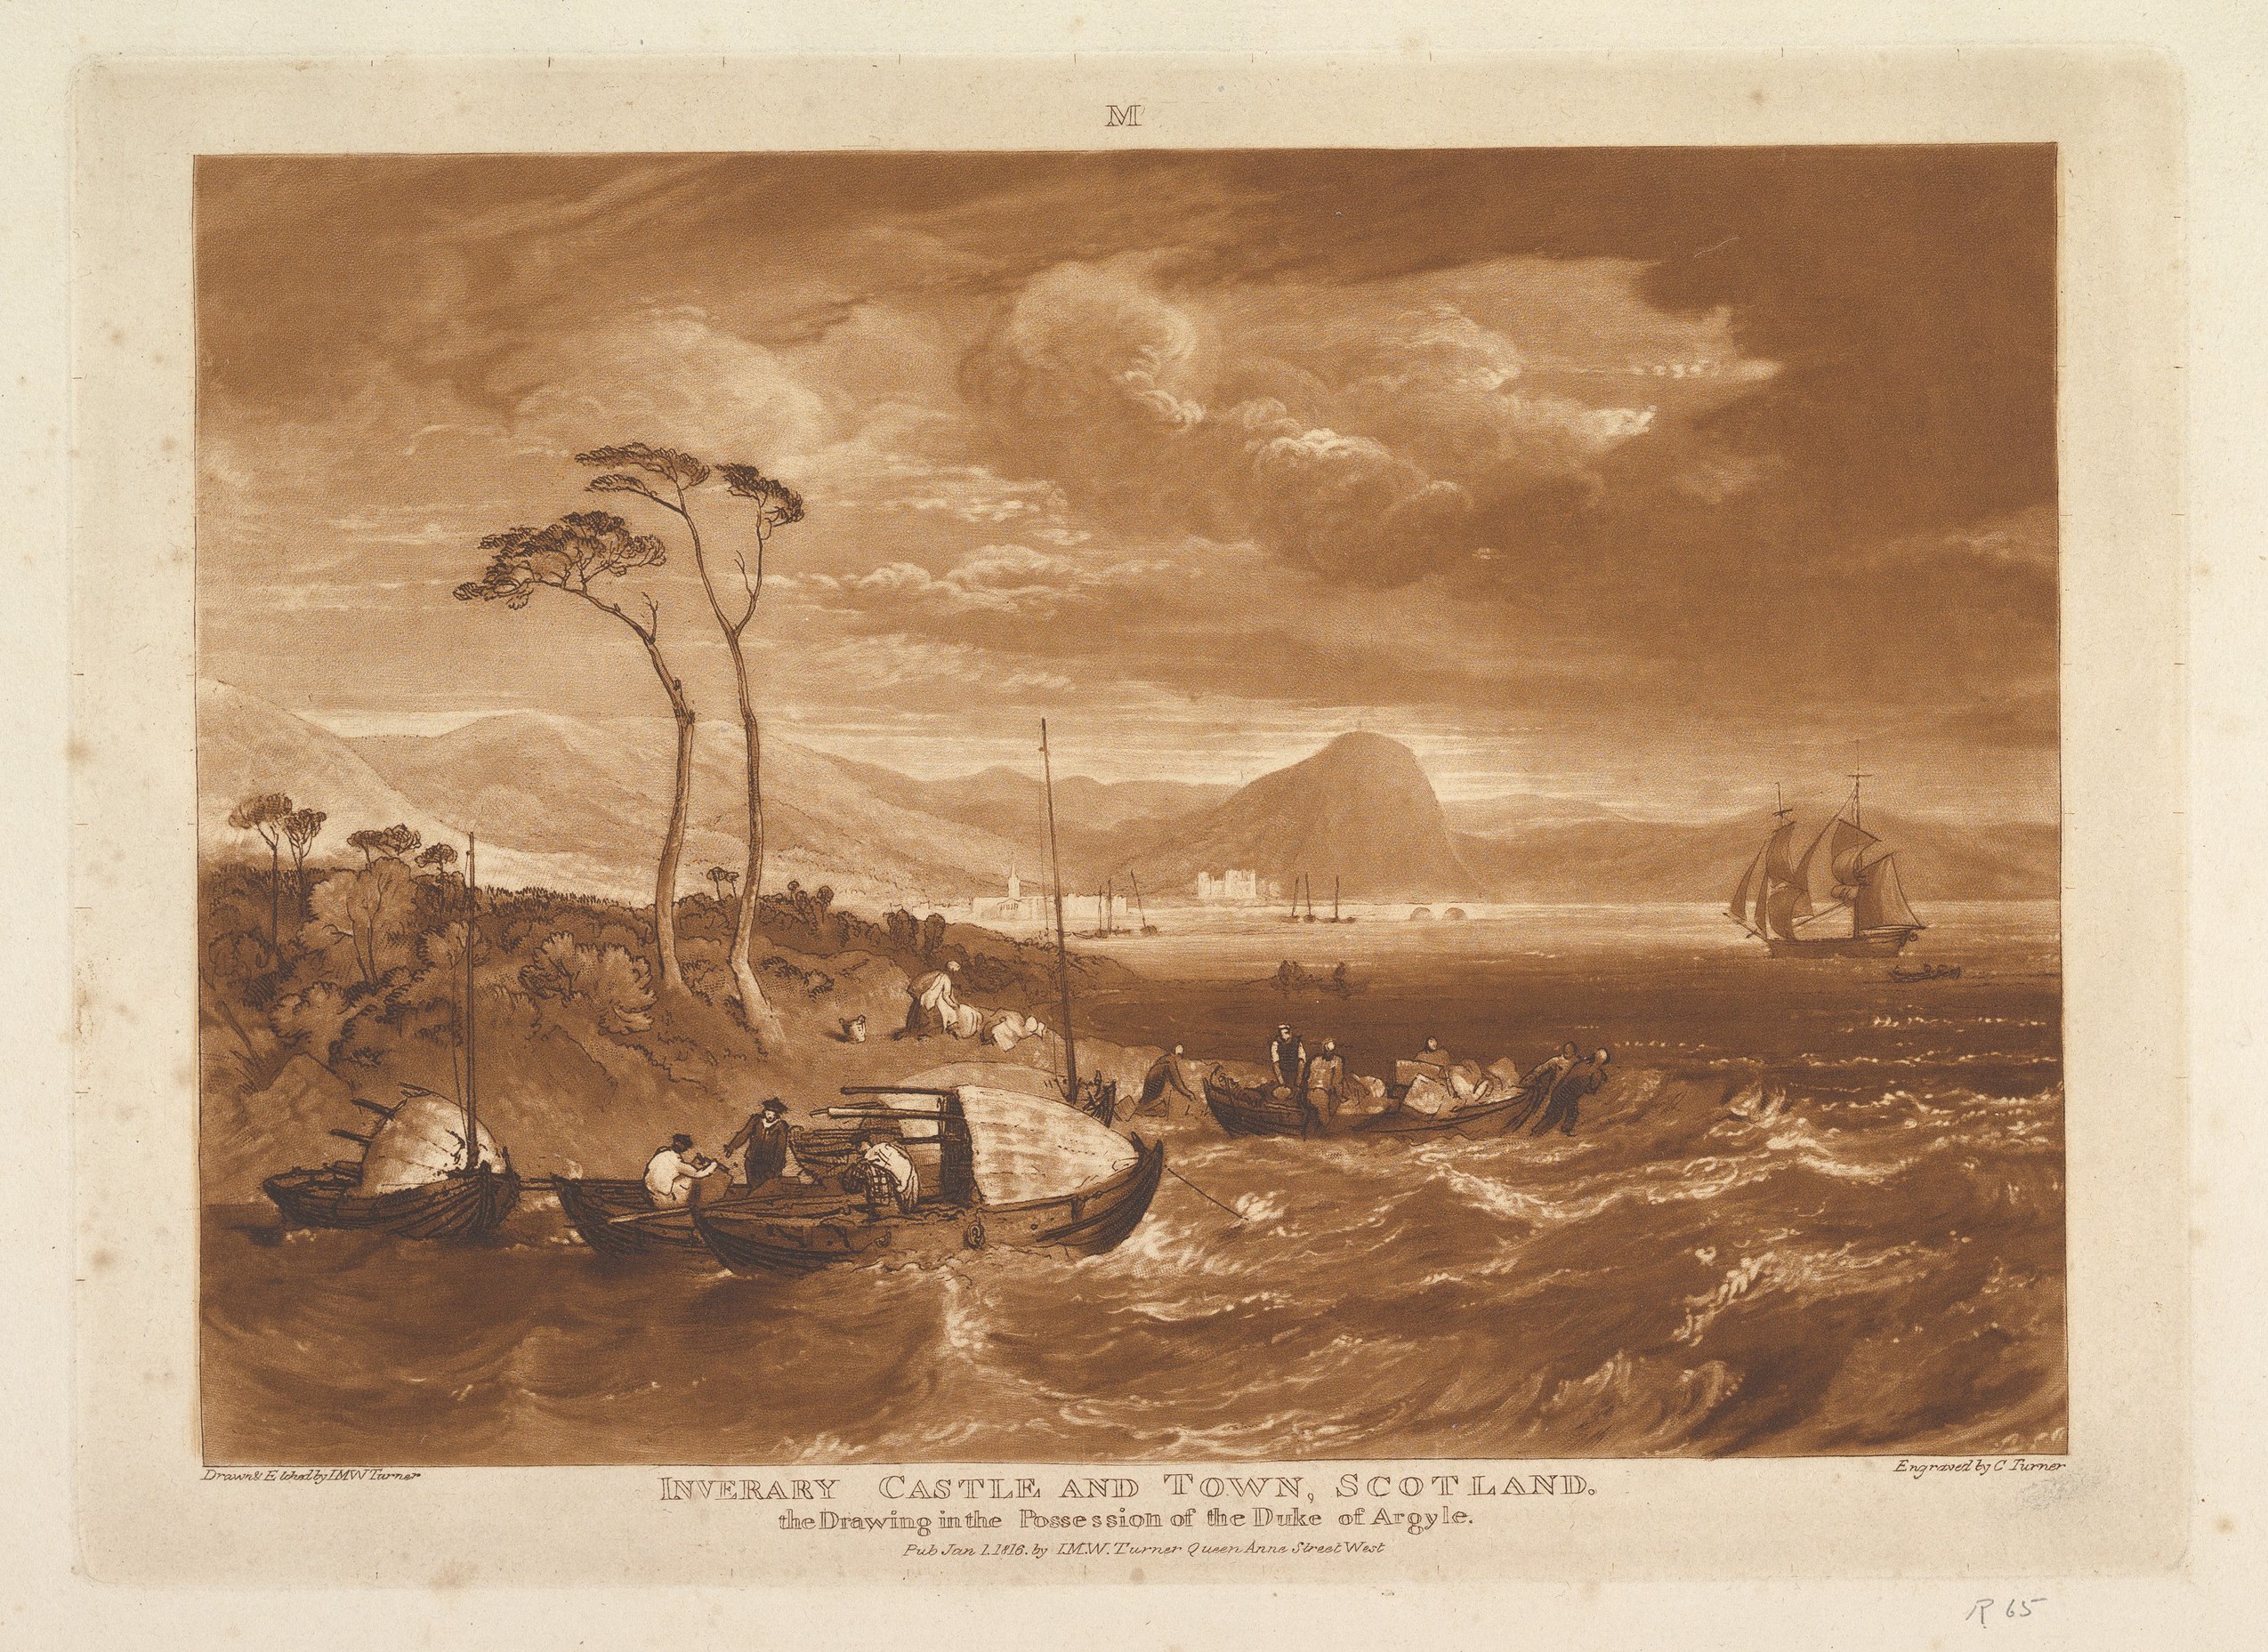 M
Drawn & Etched by I.M.W Turner
Engraved by C Turner
INVERARY CASTLE AND TOWN, SCOTLAND.
the Drawing in the Possession of the Duke of Argyle.
Pub Jan 1. 1816. by I.M.W. Turner Queen Anne Street West
R 65